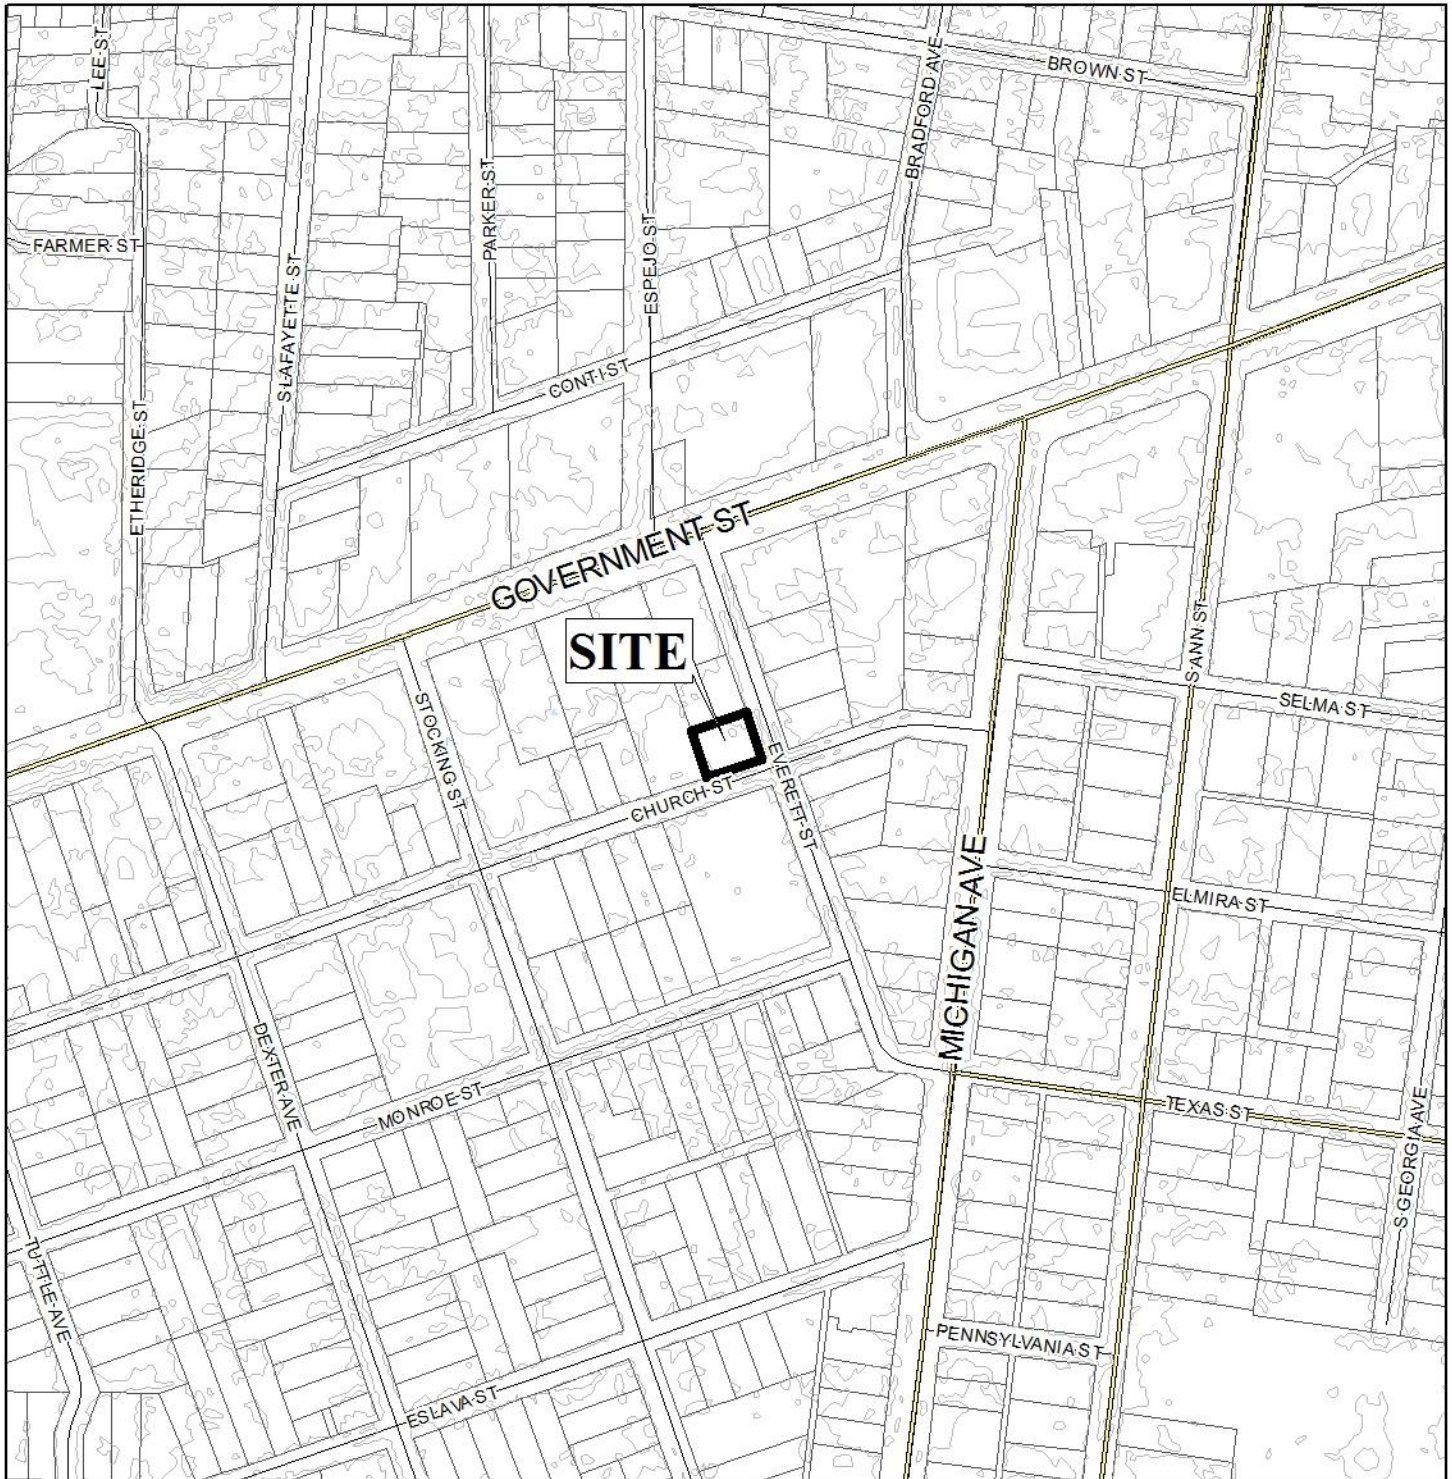 LEE ST
BROWN ST
BRADFORD AVE
PARKER ST
FARMER ST
ESPEJO ST
S LAFAYETTE ST
CONTI ST
ETHERIDGE ST
GOVERNMENT ST
SITE
S ANN ST
SELMA ST
STOCKING ST
EVERETT ST
CHURCH ST
MICHIGAN AVE
ELMIRA ST
DEXTER AVE
MONROE ST
TEXAS ST
S GEORGIA AVE
TUTTLE AVE
PENNSYLVANIA ST
ESLAVA ST